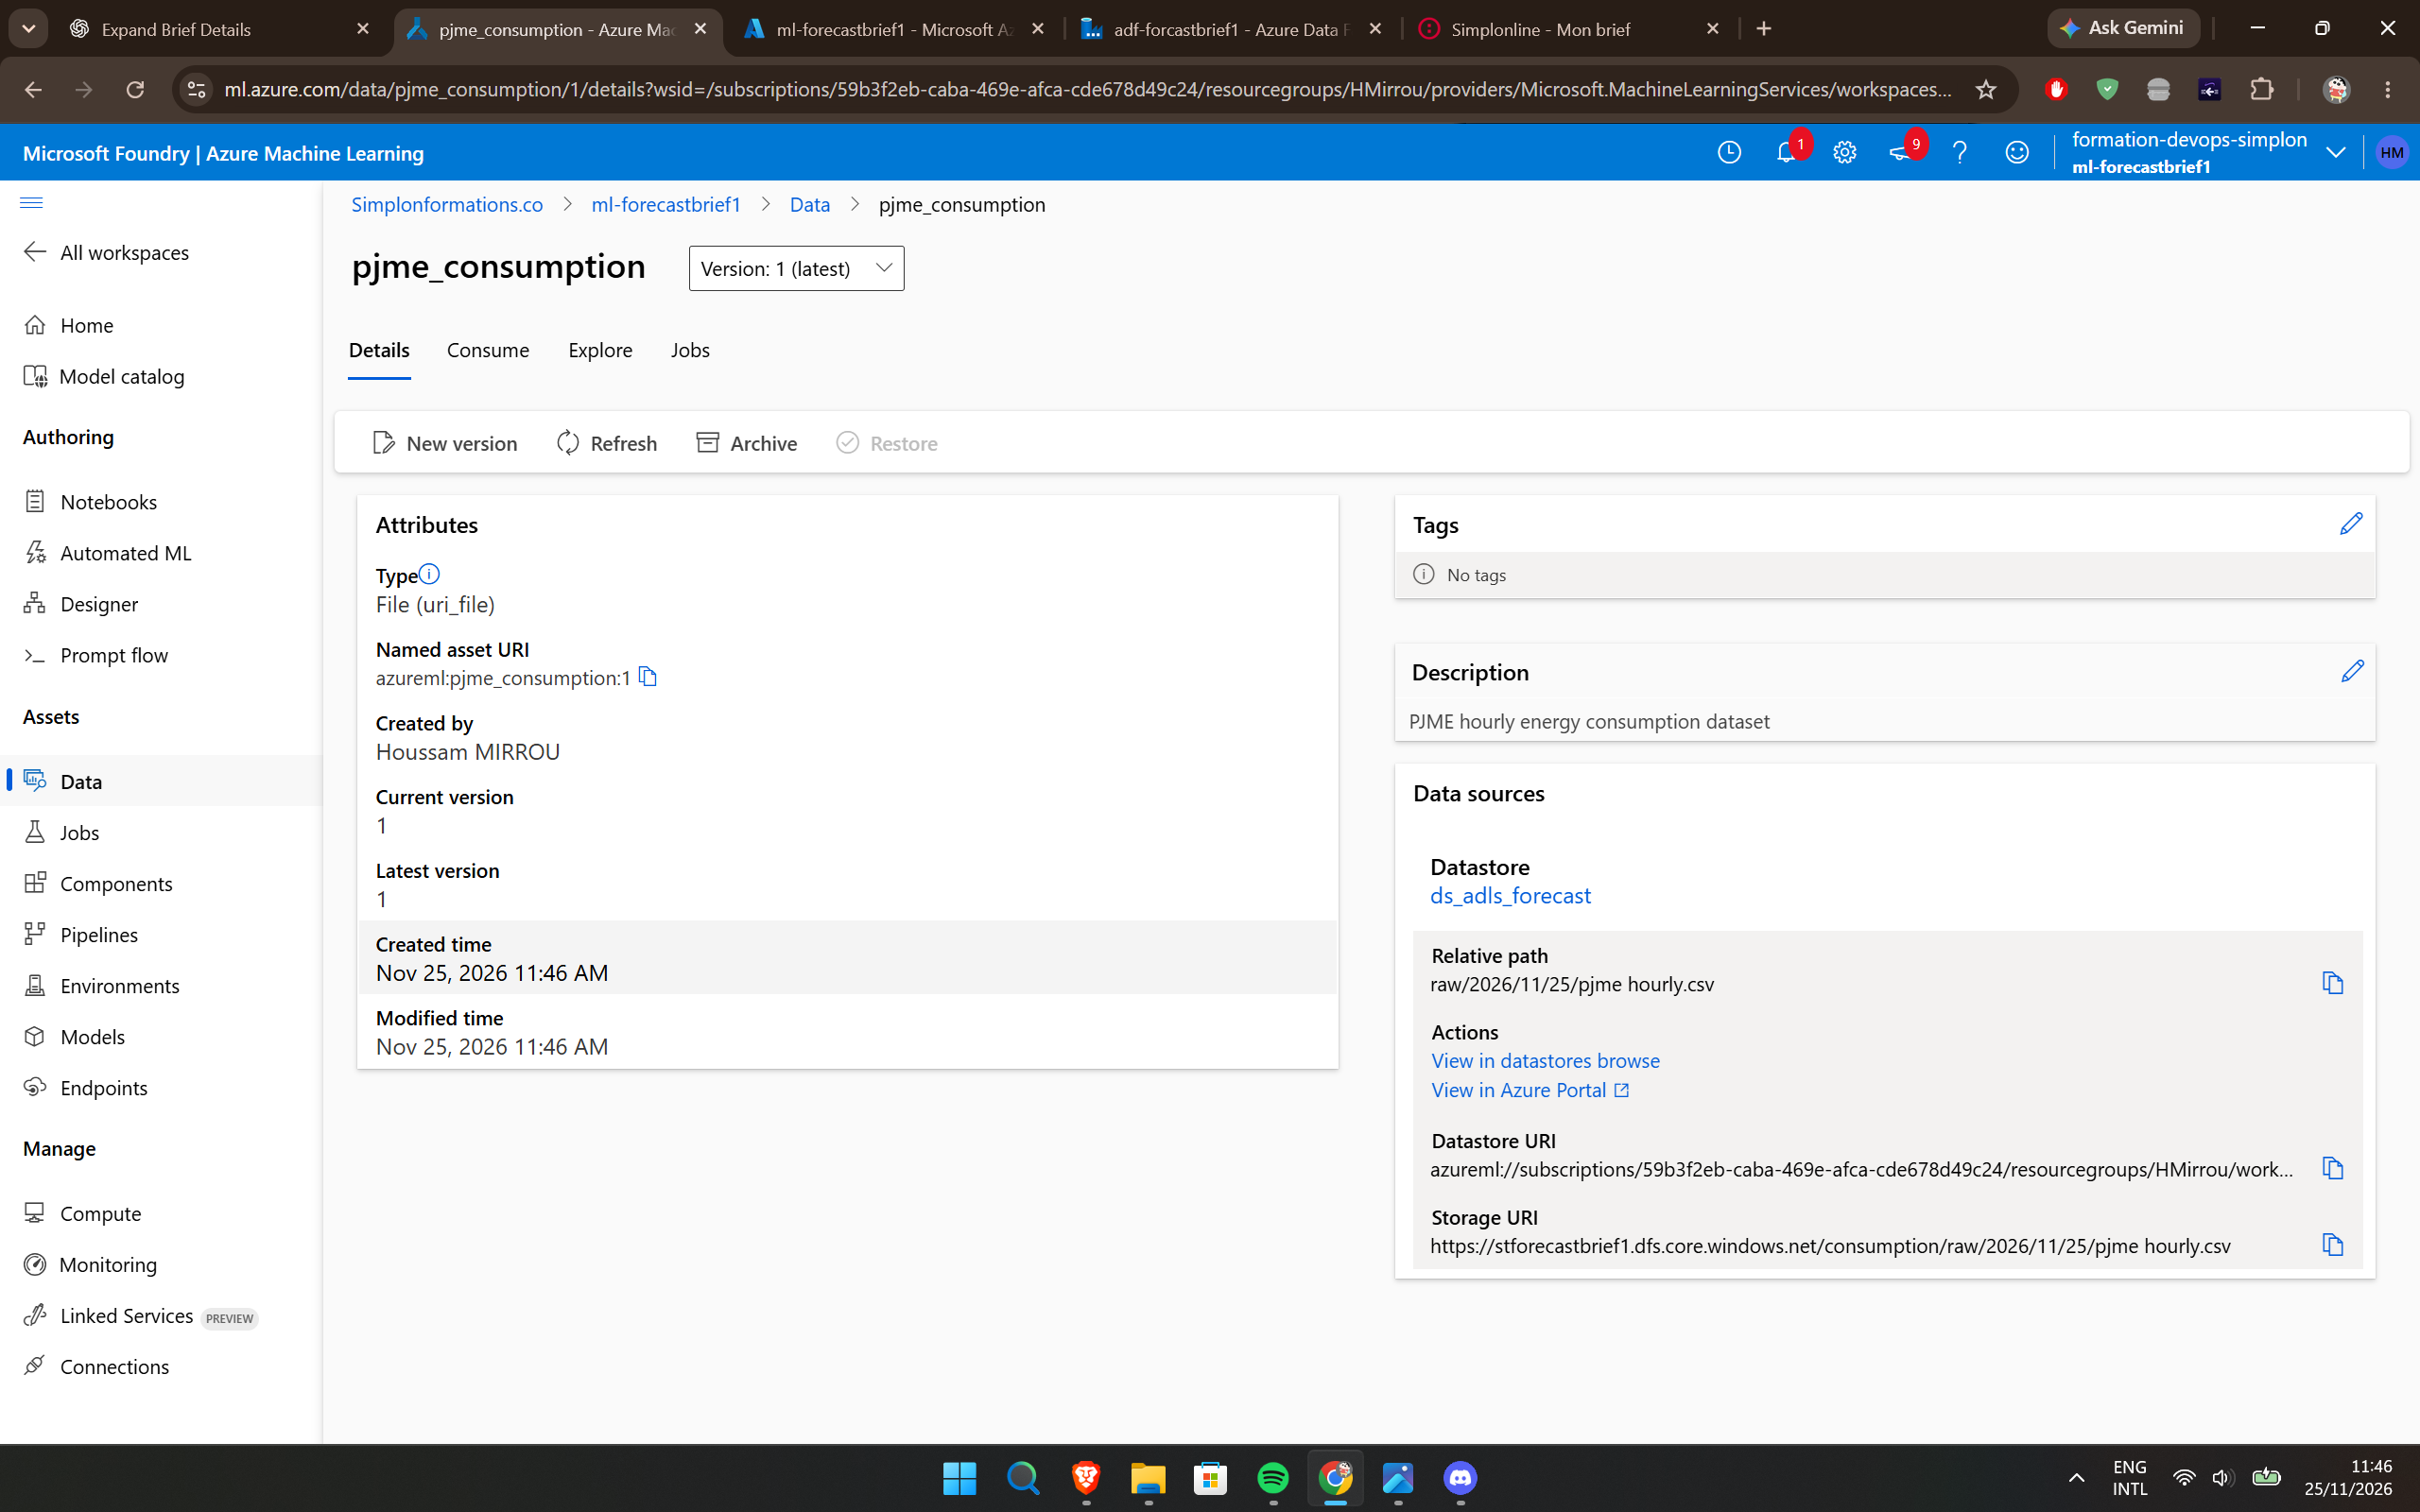 Expand Brief Details
pjme_consumption - Azure Mac
ml-forecastbrief1 - Microsoft Az
adf-forcastbrief1 - Azure Data F
Simplonline - Mon brief
Ask Gemini
ml.azure.com/data/pjme_consumption/1/details?wsid=/subscriptions/59b3f2eb-caba-469e-afca-cde678d49c24/resourcegroups/HMirrou/providers/Microsoft.MachineLearningServices/workspaces...
Microsoft Foundry | Azure Machine Learning
1
9
formation-devops-simplon
ml-forecastbrief1
HM
All workspaces
Home
Model catalog
Authoring
Notebooks
Automated ML
Designer
Prompt flow
Assets
Data
Jobs
Components
Pipelines
Environments
Models
Endpoints
Manage
Compute
Monitoring
Linked Services PREVIEW
Connections
Simplonformations.co > ml-forecastbrief1 > Data > pjme_consumption
pjme_consumption
Version: 1 (latest)
Details Consume Explore Jobs
New version Refresh Archive Restore
Attributes
Type
File (uri_file)
Named asset URI
azureml:pjme_consumption:1
Created by
Houssam MIRROU
Current version
1
Latest version
1
Created time
Nov 25, 2026 11:46 AM
Modified time
Nov 25, 2026 11:46 AM
Tags
No tags
Description
PJME hourly energy consumption dataset
Data sources
Datastore
ds_adls_forecast
Relative path
raw/2026/11/25/pjme hourly.csv
Actions
View in datastores browse
View in Azure Portal
Datastore URI
azureml://subscriptions/59b3f2eb-caba-469e-afca-cde678d49c24/resourcegroups/HMirrou/work...
Storage URI
https://stforecastbrief1.dfs.core.windows.net/consumption/raw/2026/11/25/pjme hourly.csv
ENG
INTL
11:46
25/11/2026